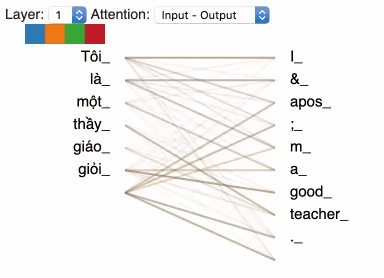 Layer: 1 Attention: Input - Output
Tôi_ I_
là_ &_
một_ apos_
thầy_ ;_
giáo_ m_
giỏi_ a_
good_
teacher_
._